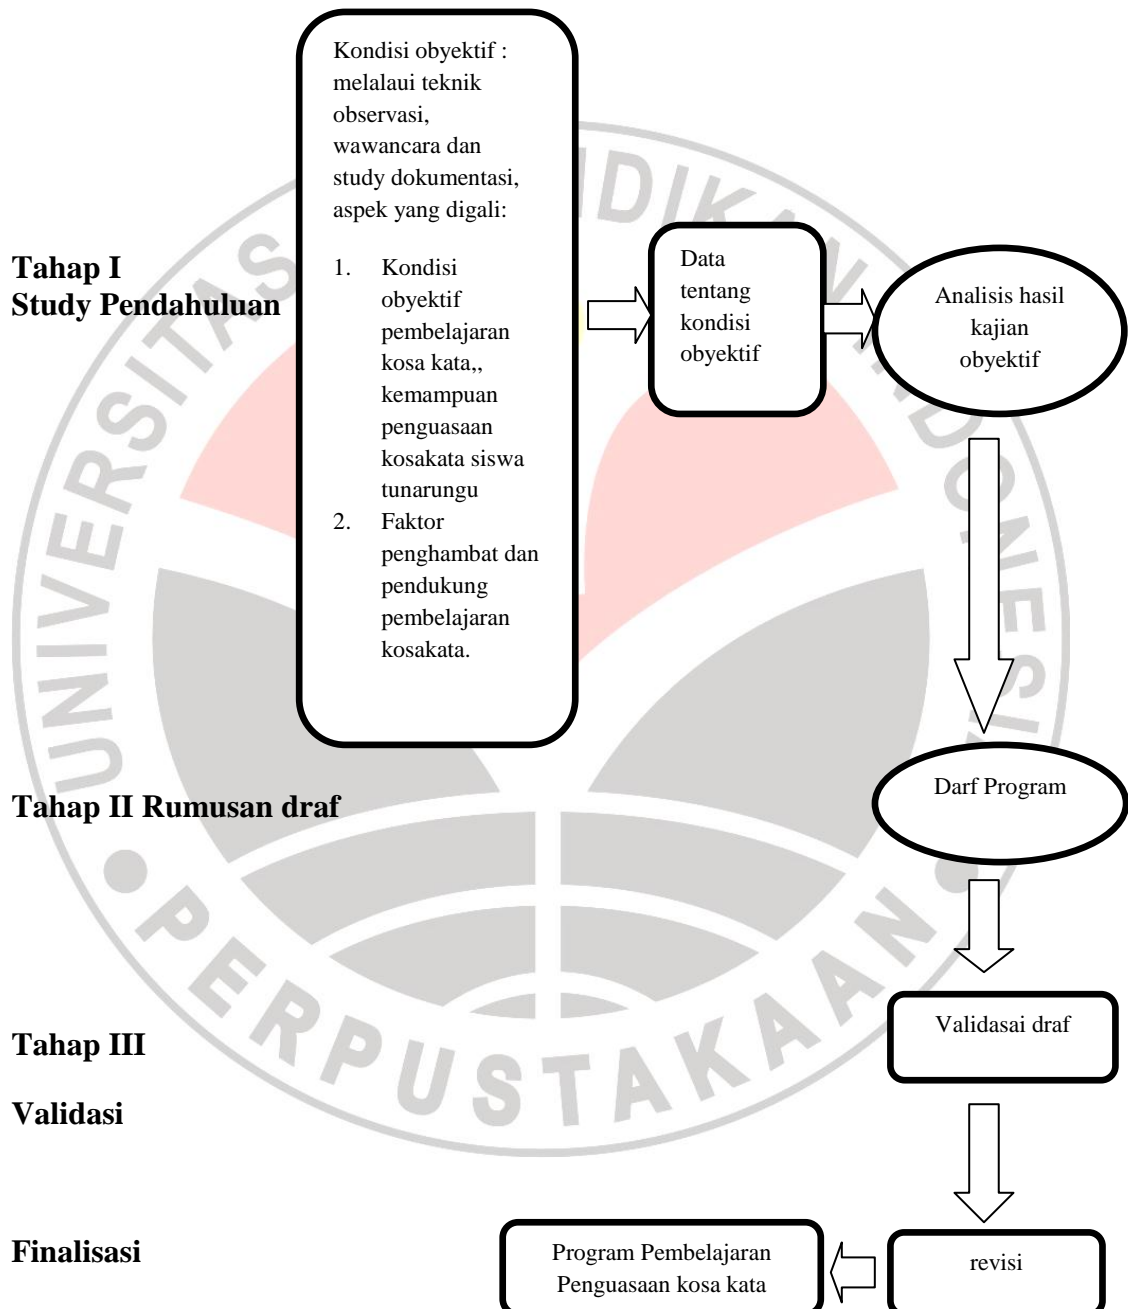 Kondisi obyektif :
melalaui teknik
observasi,
wawancara dan
study dokumentasi,
aspek yang digali:
1. Kondisi
obyektif
pembelajaran
kosa kata,,
kemampuan
penguasaan
kosakata siswa
tunarungu
2. Faktor
penghambat dan
pendukung
pembelajaran
kosakata.
Tahap I
Study Pendahuluan
Data
tentang
kondisi
obyektif
Analisis hasil
kajian
obyektif
Tahap II Rumusan draf
Darf Program
Tahap III
Validasi
Validasai draf
Finalisasi
Program Pembelajaran
Penguasaan kosa kata
revisi
UNIVERSITAS
DIKAN INDONESIA
PERPUSTAKAAN